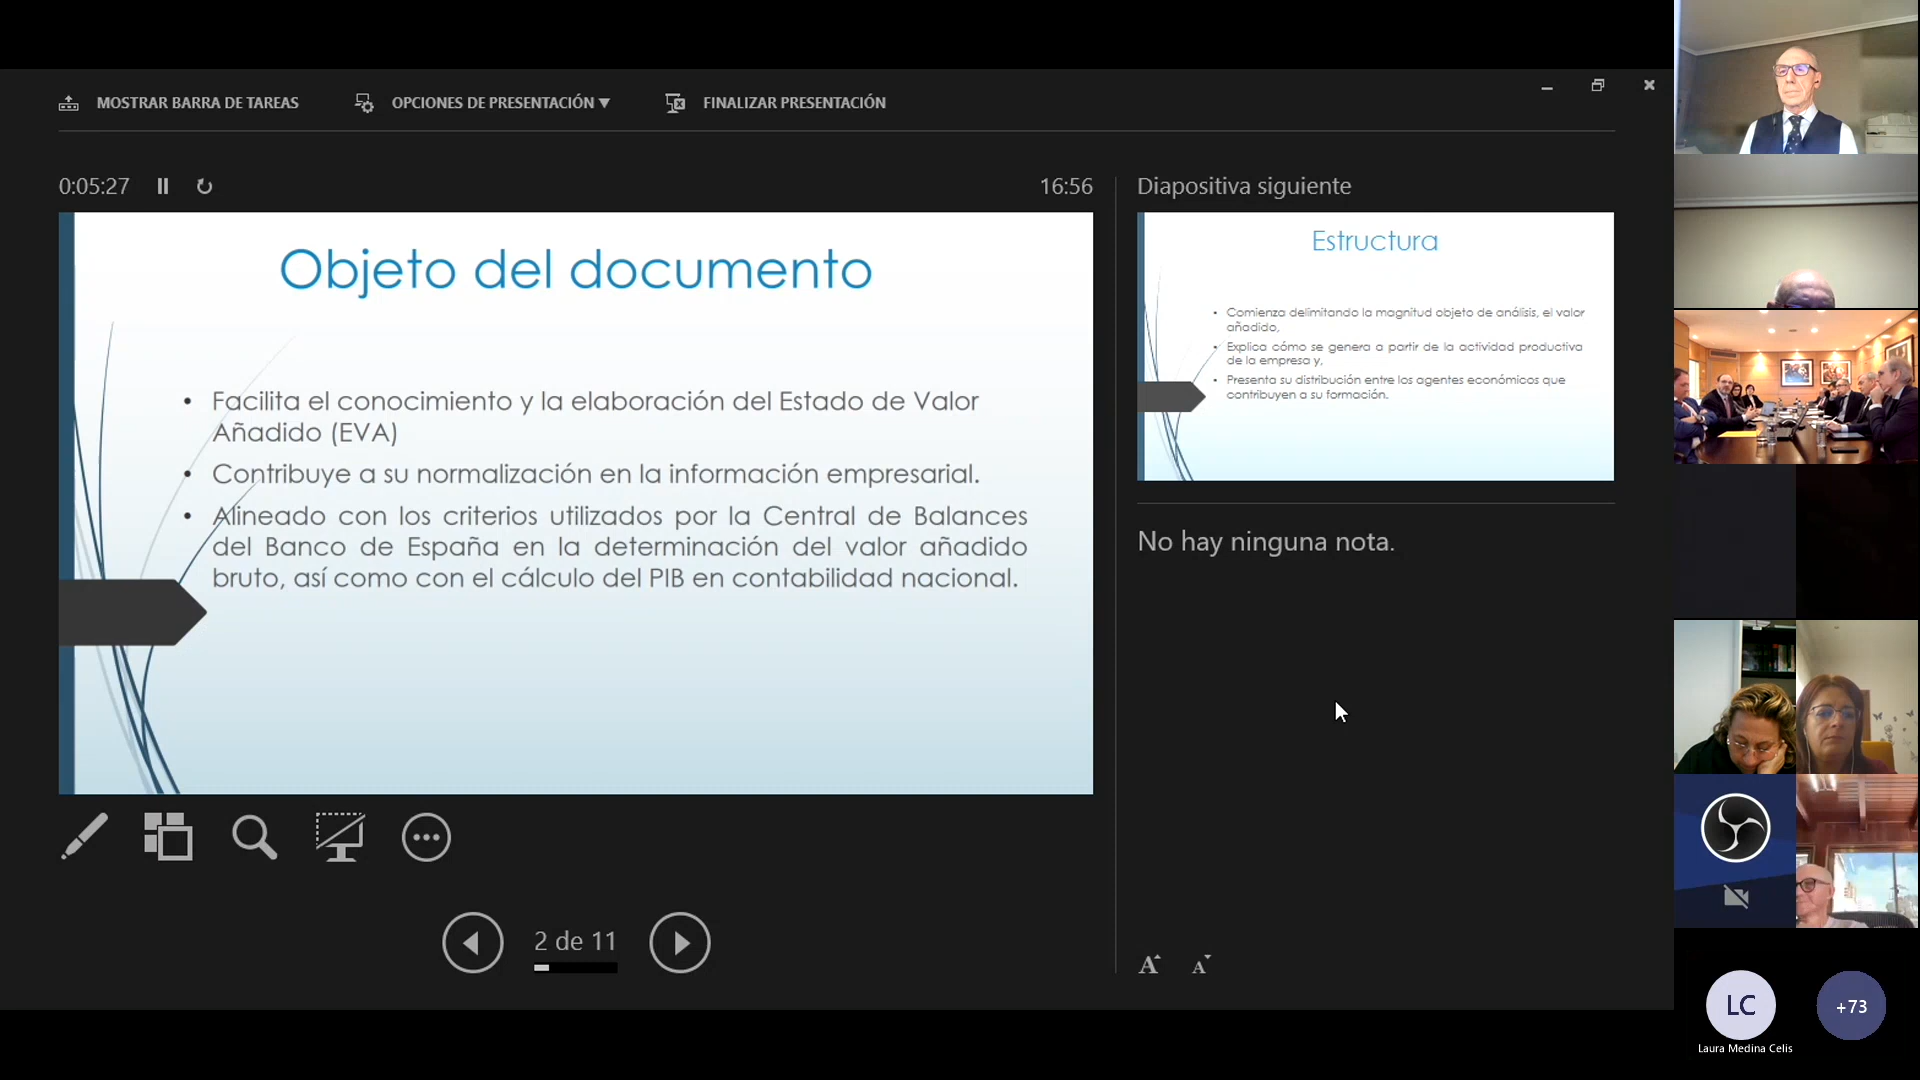 MOSTRAR BARRA DE TAREAS
OPCIONES DE PRESENTACIÓN ▼
FINALIZAR PRESENTACIÓN
0:05:27
16:56
Objeto del documento
• Facilita el conocimiento y la elaboración del Estado de Valor
Añadido (EVA)
• Contribuye a su normalización en la información empresarial.
• Alineado con los criterios utilizados por la Central de Balances
del Banco de España en la determinación del valor añadido
bruto, así como con el cálculo del PIB en contabilidad nacional.
2 de 11
Diapositiva siguiente
Estructura
• Comienza delimitando la magnitud objeto de análisis, el valor
añadido,
• Explica cómo se genera a partir de la actividad productiva
de la empresa y,
• Presenta su distribución entre los agentes económicos que
contribuyen a su formación.
No hay ninguna nota.
A A
LC
Laura Medina Celis
+73